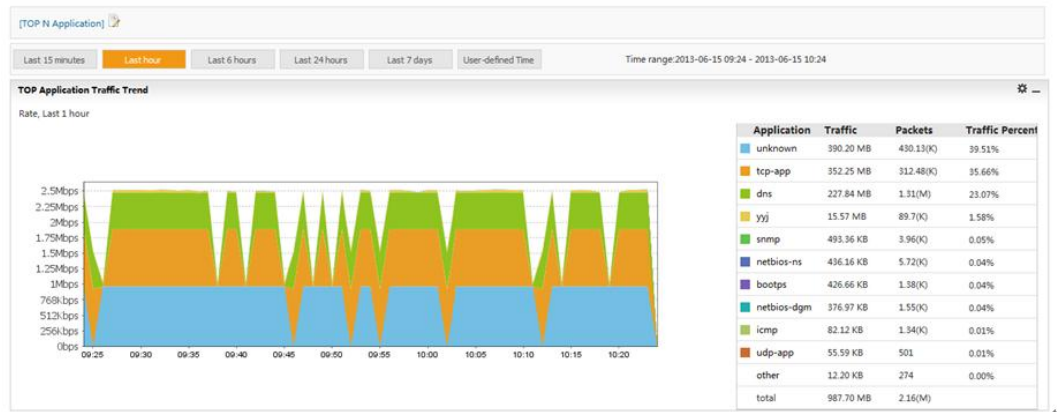 [TOP N Application]
Last 15 minutes Last hour Last 6 hours Last 24 hours Last 7 days User-defined Time Time range:2013-06-15 09:24 - 2013-06-15 10:24
TOP Application Traffic Trend
Rate, Last 1 hour
2.5Mbps
2.25Mbps
2Mbps
1.75Mbps
1.5Mbps
1.25Mbps
1Mbps
768kbps
512kbps
256kbps
0bps
09:25 09:30 09:35 09:40 09:45 09:50 09:55 10:00 10:05 10:10 10:15 10:20
Application Traffic Packets Traffic Percent
unknown 390.20 MB 430.13(K) 39.51%
tcp-app 352.25 MB 312.48(K) 35.66%
dns 227.84 MB 1.31(M) 23.07%
yyj 15.57 MB 89.7(K) 1.58%
snmp 493.36 KB 3.96(K) 0.05%
netbios-ns 436.16 KB 5.72(K) 0.04%
bootps 426.66 KB 1.38(K) 0.04%
netbios-dgm 376.97 KB 1.55(K) 0.04%
icmp 82.12 KB 1.34(K) 0.01%
udp-app 55.59 KB 501 0.01%
other 12.20 KB 274 0.00%
total 987.70 MB 2.16(M)